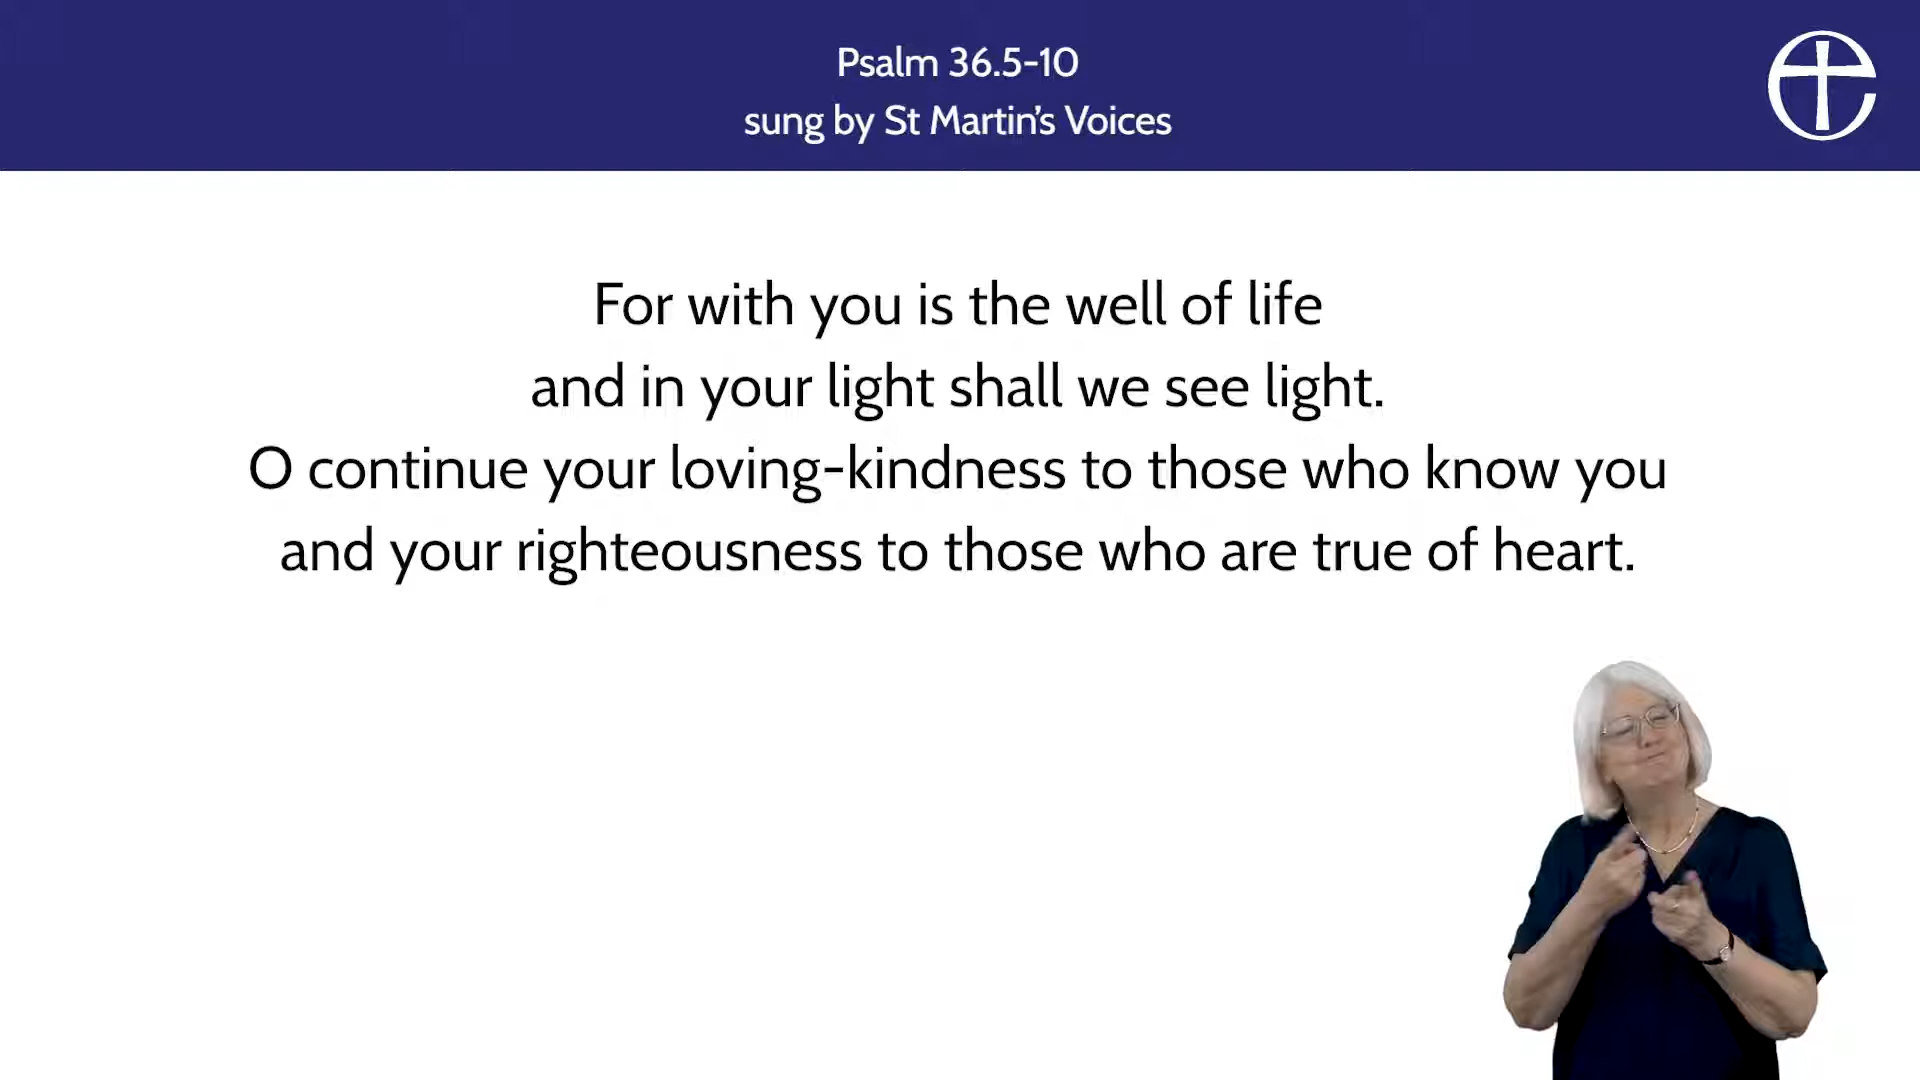 Psalm 36.5-10
sung by St Martin's Voices
For with you is the well of life
and in your light shall we see light.
O continue your loving-kindness to those who know you
and your righteousness to those who are true of heart.